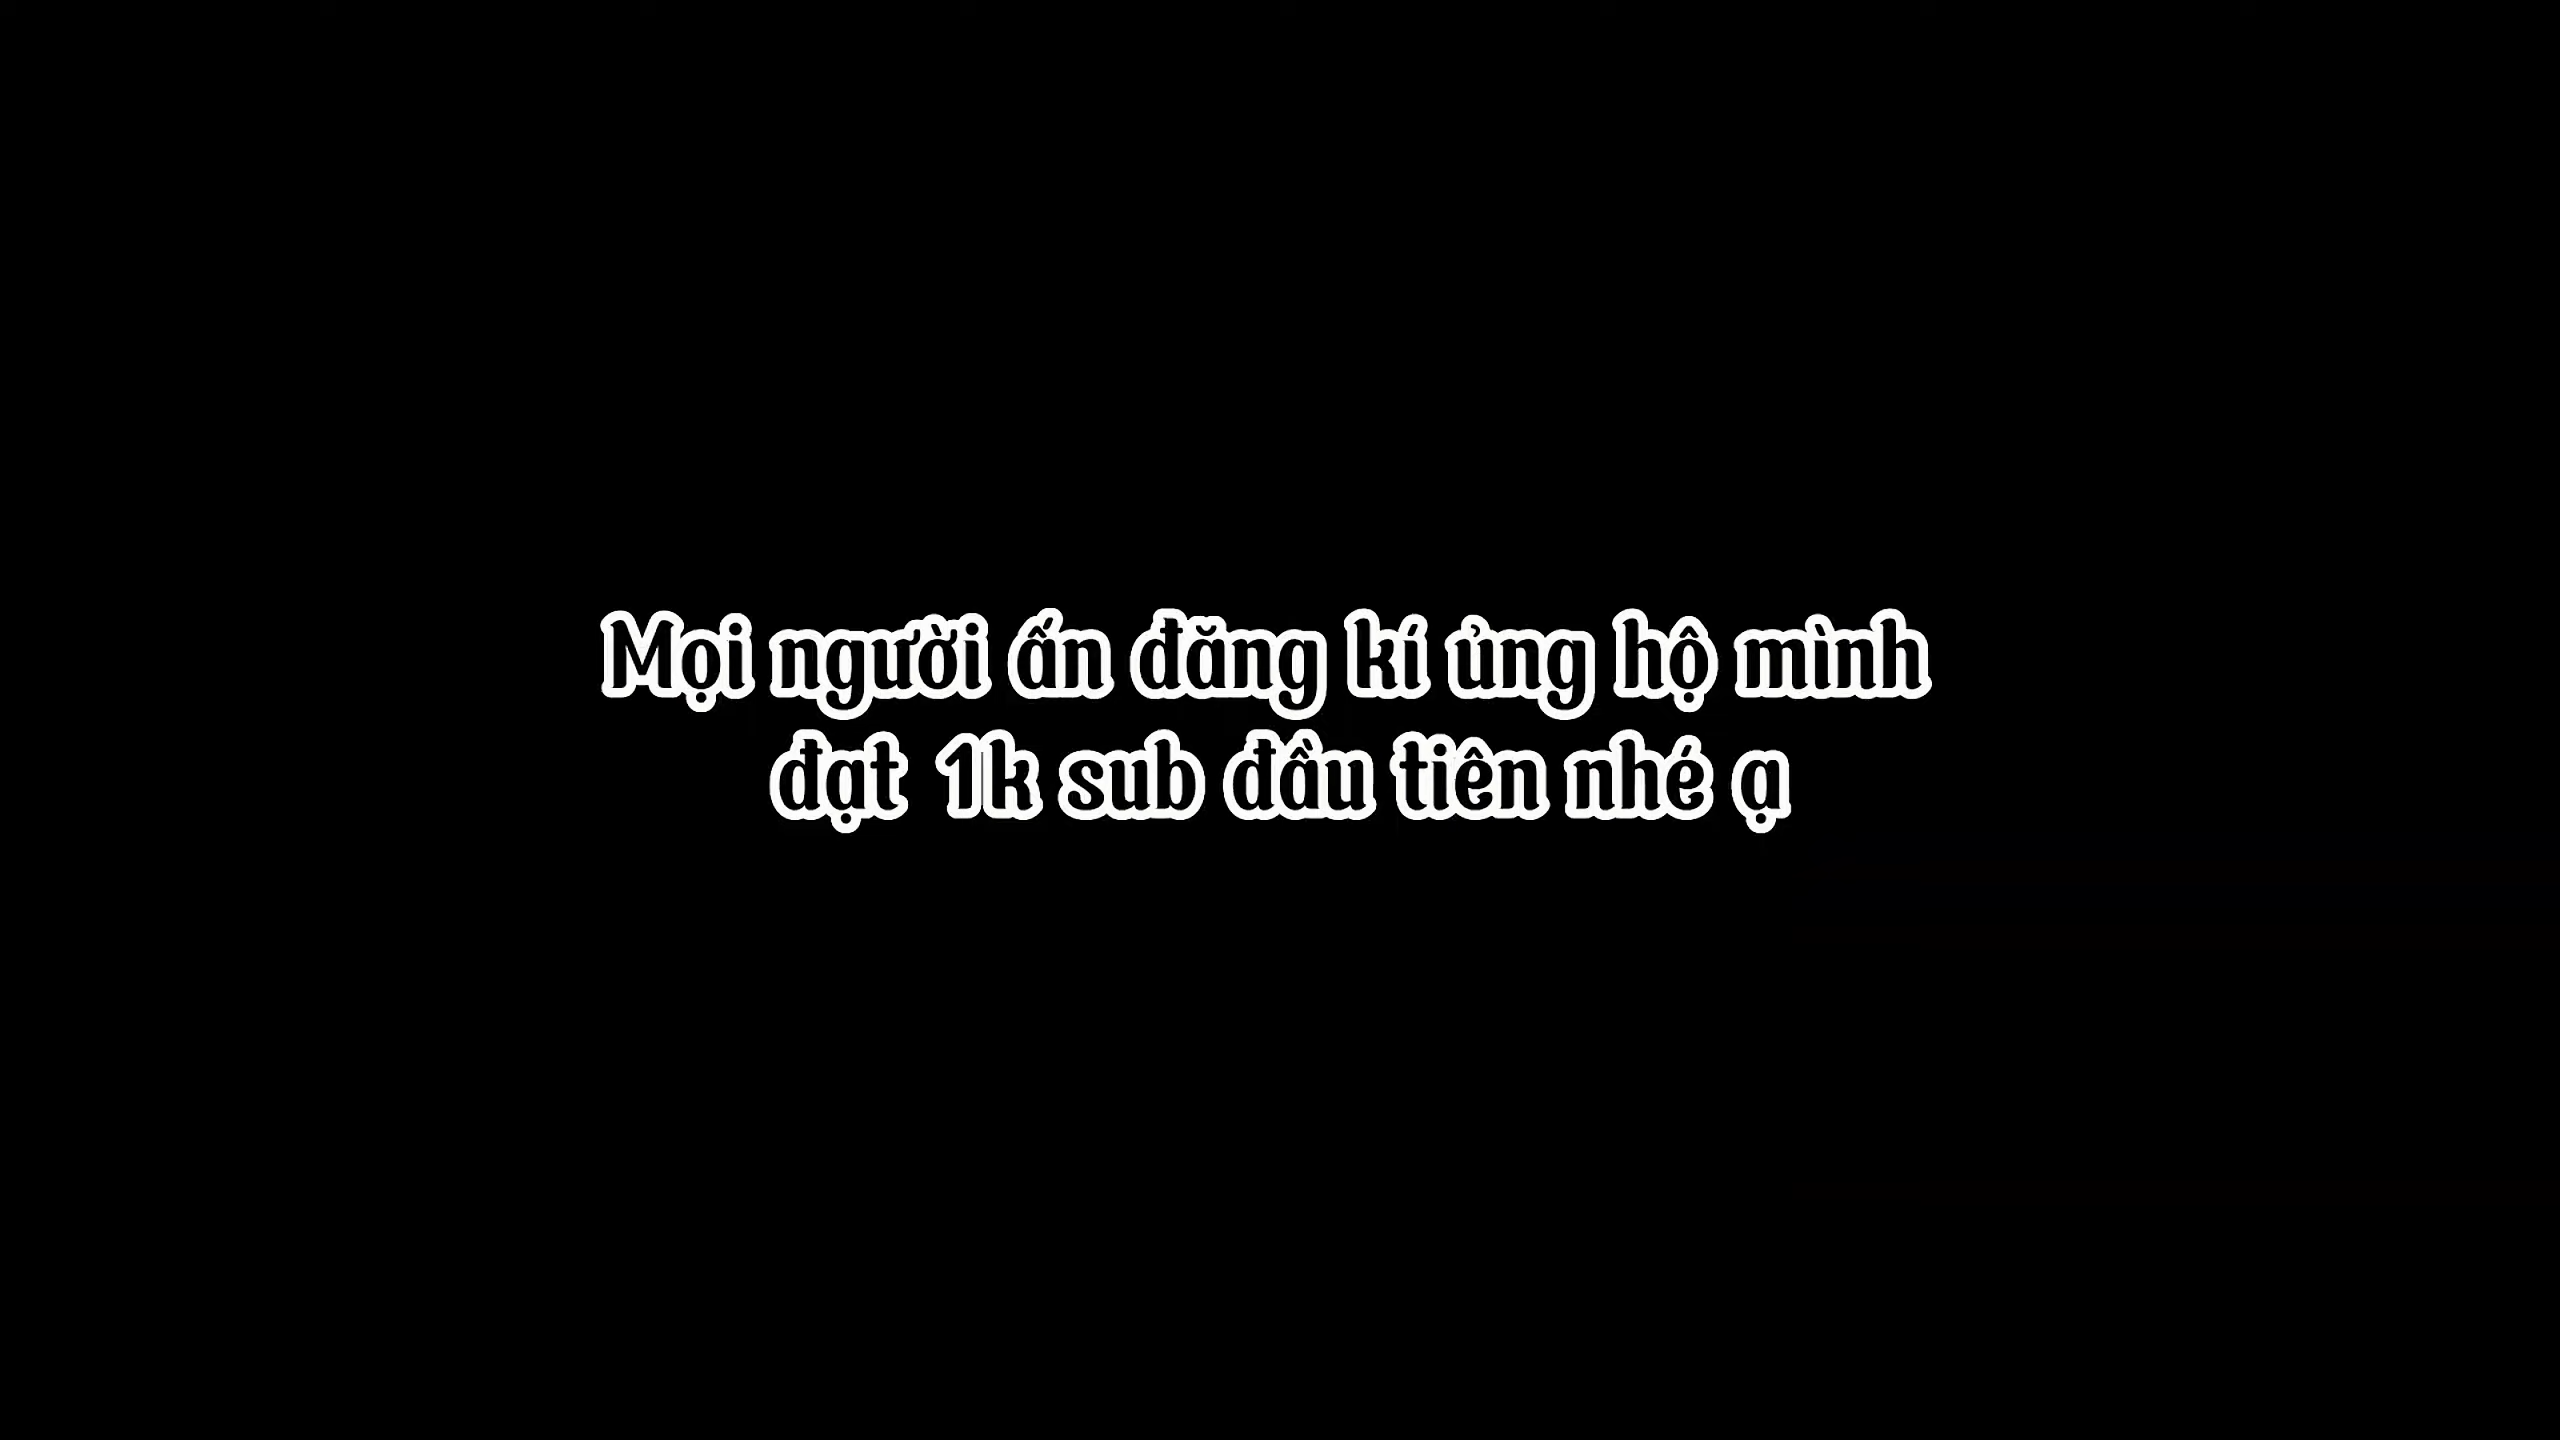 Mọi người ấn đăng kí ủng hộ mình
đạt 1k sub đầu tiên nhé ạ